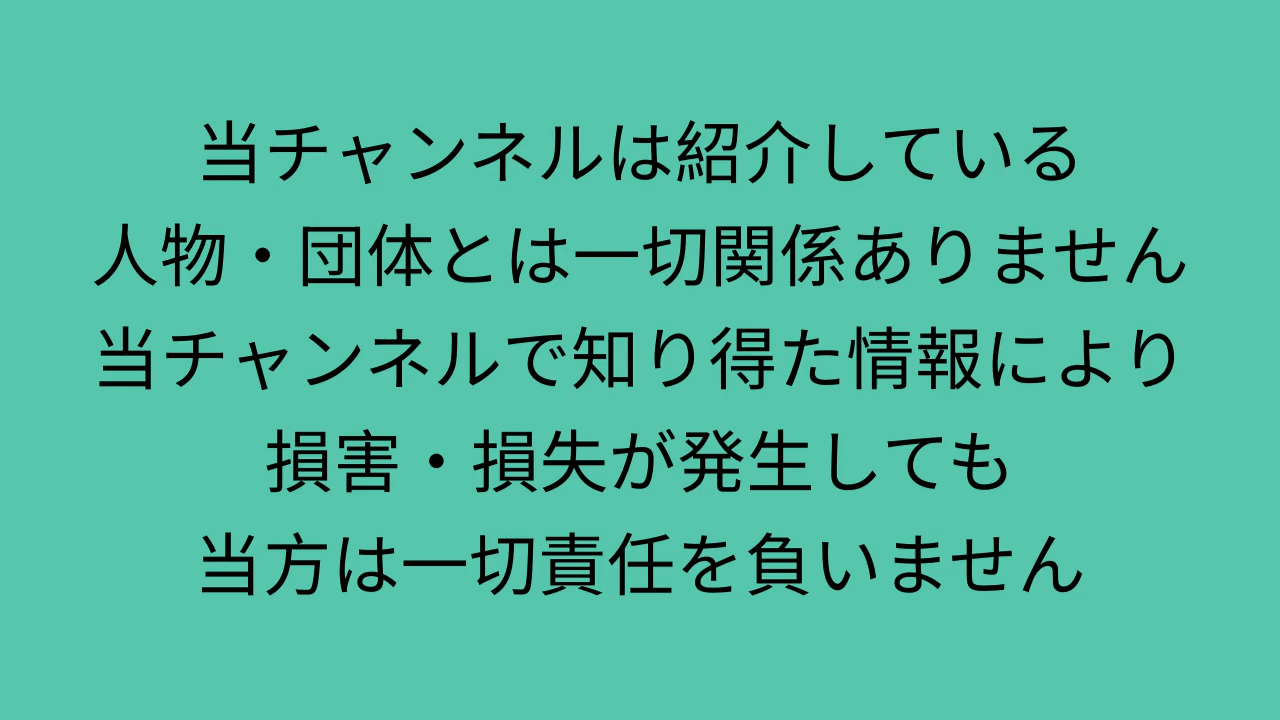 当チャンネルは紹介している
人物・団体とは一切関係ありません
当チャンネルで知り得た情報により
損害・損失が発生しても
当方は一切責任を負いません